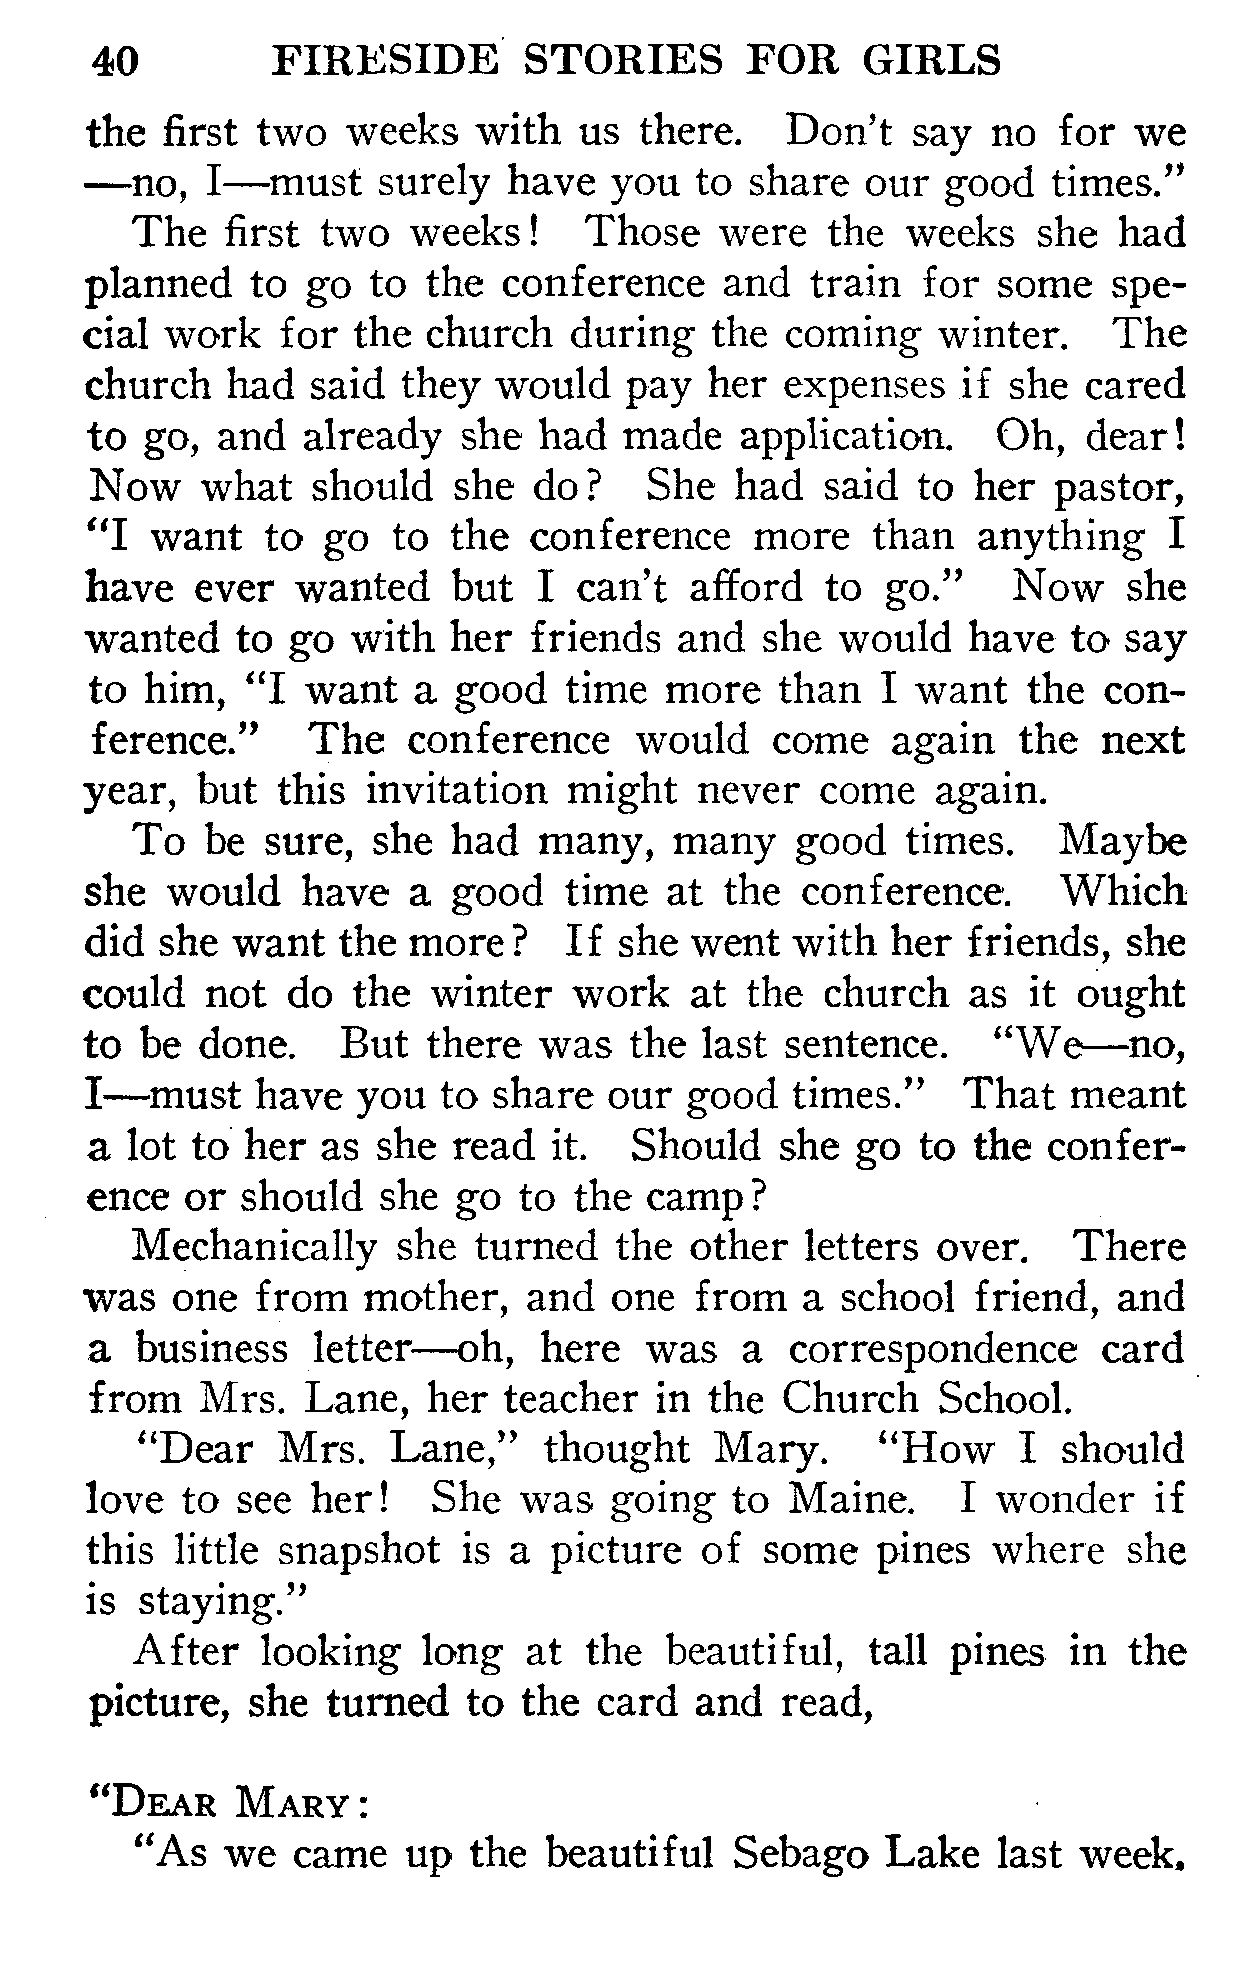 40 FIRESIDE STORIES FOR GIRLS
the first two weeks with us there. Don't say no for we
—no, I—must surely have you to share our good times."
The first two weeks! Those were the weeks she had
planned to go to the conference and train for some spe-
cial work for the church during the coming winter. The
church had said they would pay her expenses if she cared
to go, and already she had made application. Oh, dear!
Now what should she do? She had said to her pastor,
"I want to go to the conference more than anything I
have ever wanted but I can't afford to go." Now she
wanted to go with her friends and she would have to say
to him, "I want a good time more than I want the con-
ference." The conference would come again the next
year, but this invitation might never come again.
To be sure, she had many, many good times. Maybe
she would have a good time at the conference. Which
did she want the more? If she went with her friends, she
could not do the winter work at the church as it ought
to be done. But there was the last sentence. "We—no,
I—must have you to share our good times." That meant
a lot to her as she read it. Should she go to the confer-
ence or should she go to the camp?
Mechanically she turned the other letters over. There
was one from mother, and one from a school friend, and
a business letter—oh, here was a correspondence card
from Mrs. Lane, her teacher in the Church School.
"Dear Mrs. Lane," thought Mary. "How I should
love to see her! She was going to Maine. I wonder if
this little snapshot is a picture of some pines where she
is staying."
After looking long at the beautiful, tall pines in the
picture, she turned to the card and read,
"DEAR MARY:
"As we came up the beautiful Sebago Lake last week.